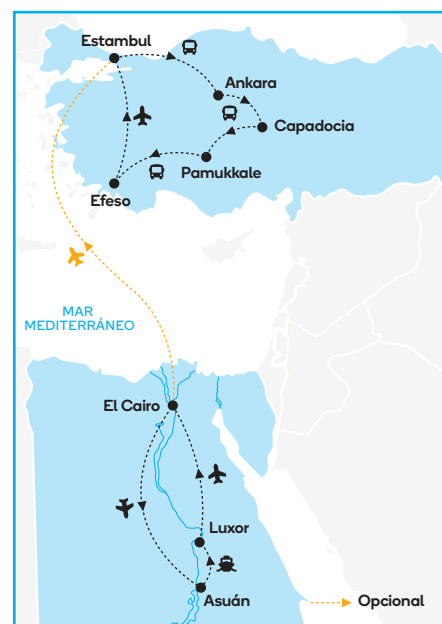 Estambul
Ankara
Capadocia
Pamukkale
Efeso
MAR
MEDITERRÁNEO
El Cairo
Luxor
Asuán
Opcional